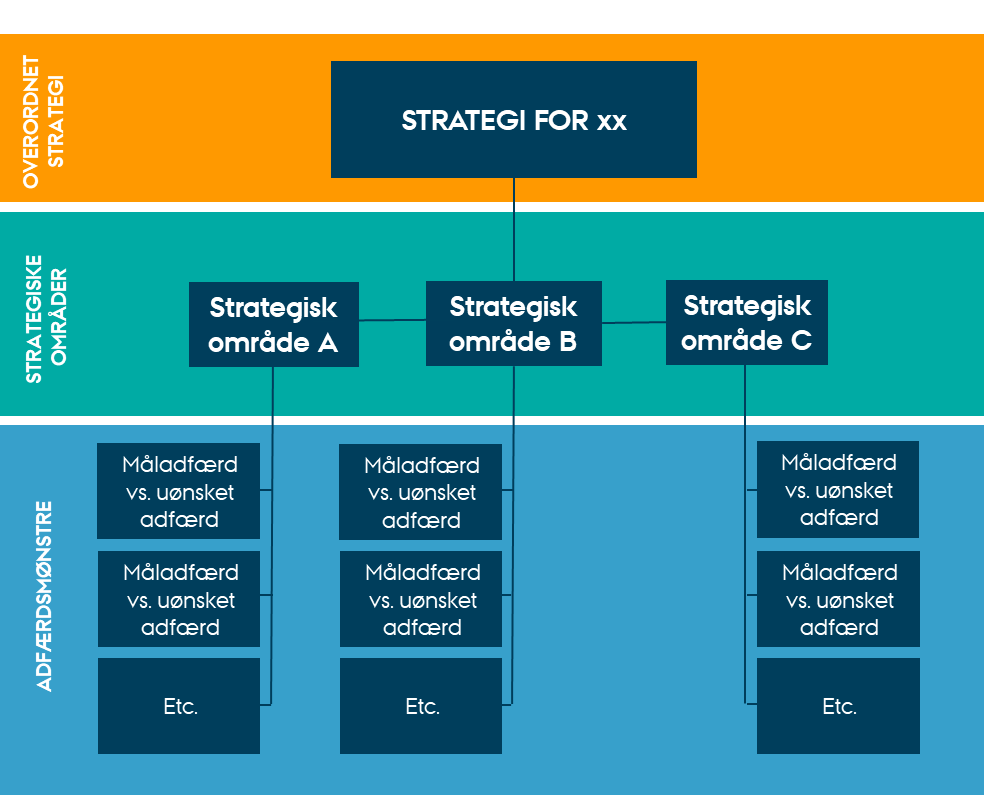 OVERORDNET
STRATEGI
STRATEGI FOR xx
STRATEGISKE
OMRÅDER
Strategisk
område A
Strategisk
område B
Strategisk
område C
ADFÆRDSMØNSTRE
Måladfærd
vs. uønsket
adfærd
Måladfærd
vs. uønsket
adfærd
Etc.
Måladfærd
vs. uønsket
adfærd
Måladfærd
vs. uønsket
adfærd
Etc.
Måladfærd
vs. uønsket
adfærd
Måladfærd
vs. uønsket
adfærd
Etc.